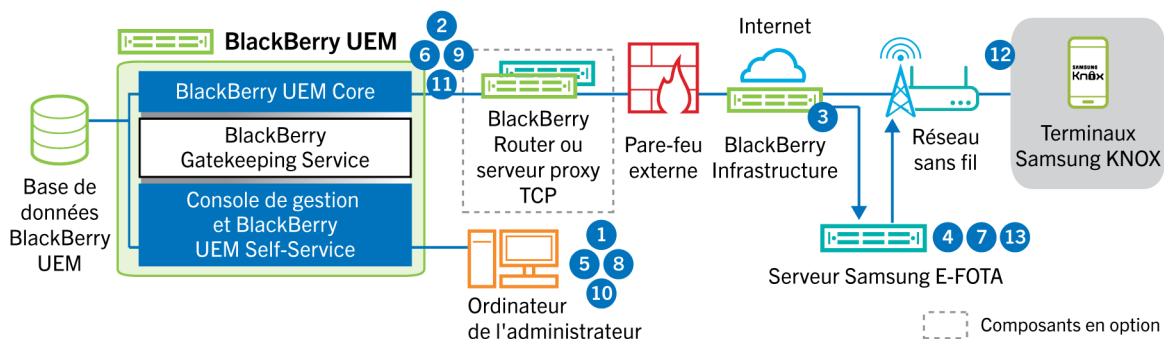 BlackBerry UEM
2
6
9
11
BlackBerry UEM Core
BlackBerry
Gatekeeping Service
Console de gestion
et BlackBerry
UEM Self-Service
Base de
données
BlackBerry
UEM
BlackBerry
Router ou
serveur proxy
TCP
1
5
8
10
Ordinateur
de l'administrateur
Pare-feu
externe
Internet
3
BlackBerry
Infrastructure
Réseau
sans fil
12
SAMSUNG
Knox
Terminaux
Samsung KNOX
4
7
13
Serveur Samsung E-FOTA
Composants en option